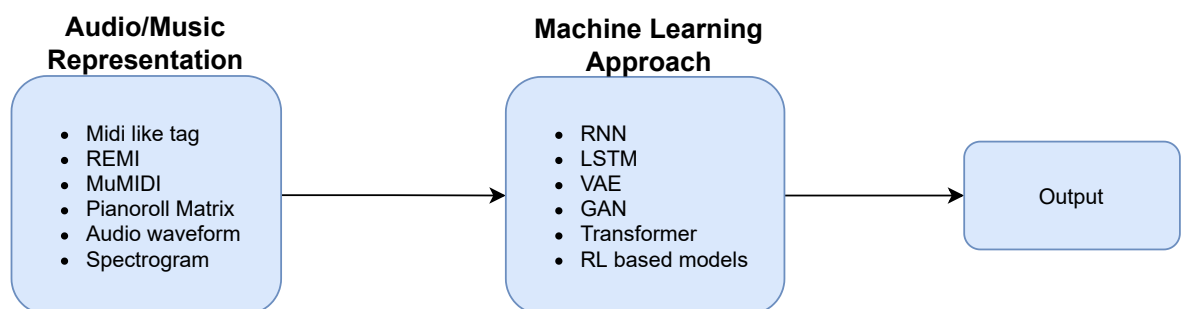 Audio/Music
Representation
• Midi like tag
• REMI
• MuMIDI
• Pianoroll Matrix
• Audio waveform
• Spectrogram
Machine Learning
Approach
• RNN
• LSTM
• VAE
• GAN
• Transformer
• RL based models
Output